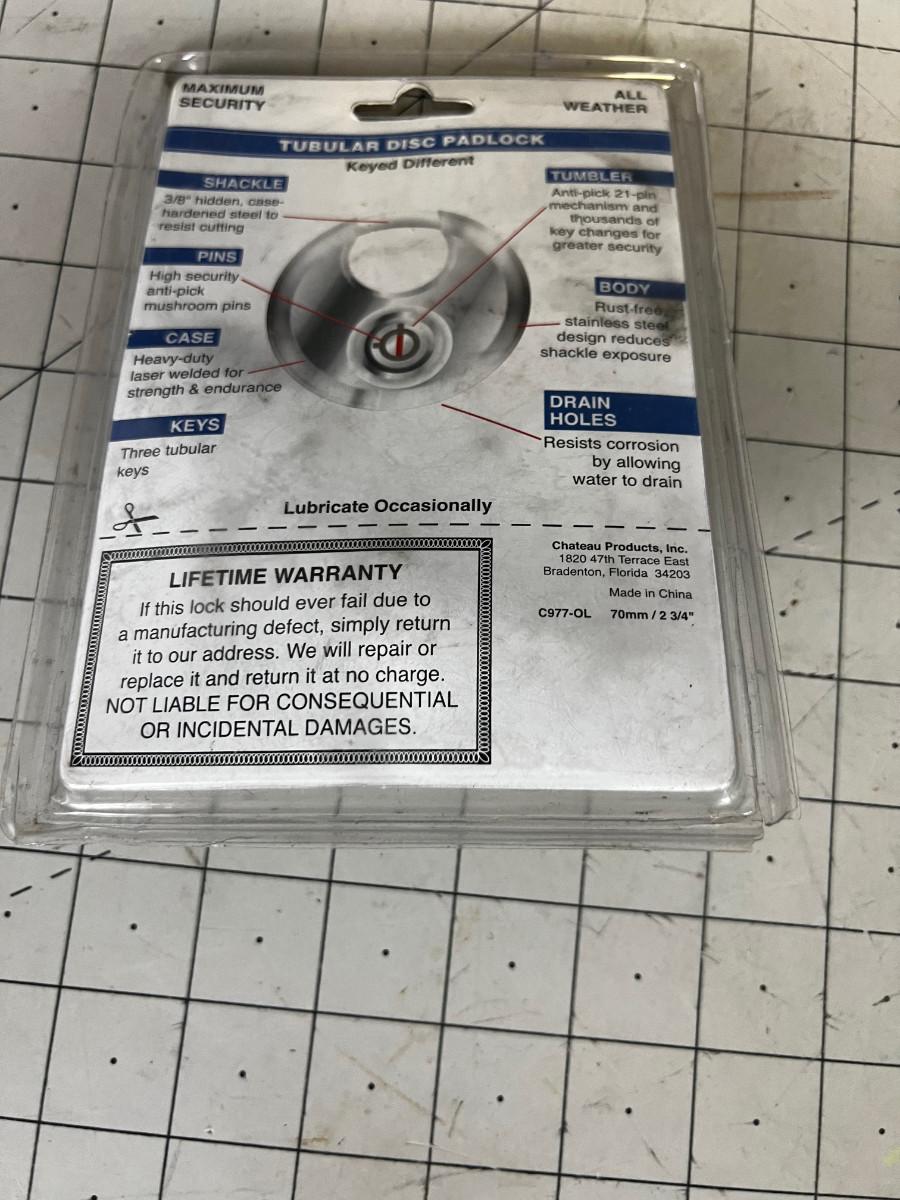 MAXIMUM
SECURITY
ALL
WEATHER
TUBULAR DISC PADLOCK
Keyed Different
SHACKLE
3/8" hidden, case-
hardened steel to
resist cutting
PINS
High security
anti-pick
mushroom pins
CASE
Heavy-duty
laser welded for
strength & endurance
KEYS
Three tubular
keys
TUMBLER
Anti-pick 21-pin
mechanism and
thousands of
key changes for
greater security
BODY
Rust-free
stainless steel
design reduces
shackle exposure
DRAIN
HOLES
Resists corrosion
by allowing
water to drain
Lubricate Occasionally
LIFETIME WARRANTY
If this lock should ever fail due to
a manufacturing defect, simply return
it to our address. We will repair or
replace it and return it at no charge.
NOT LIABLE FOR CONSEQUENTIAL
OR INCIDENTAL DAMAGES.
Chateau Products, Inc.
1820 47th Terrace East
Bradenton, Florida 34203
Made in China
C977-OL 70mm / 2 3/4"